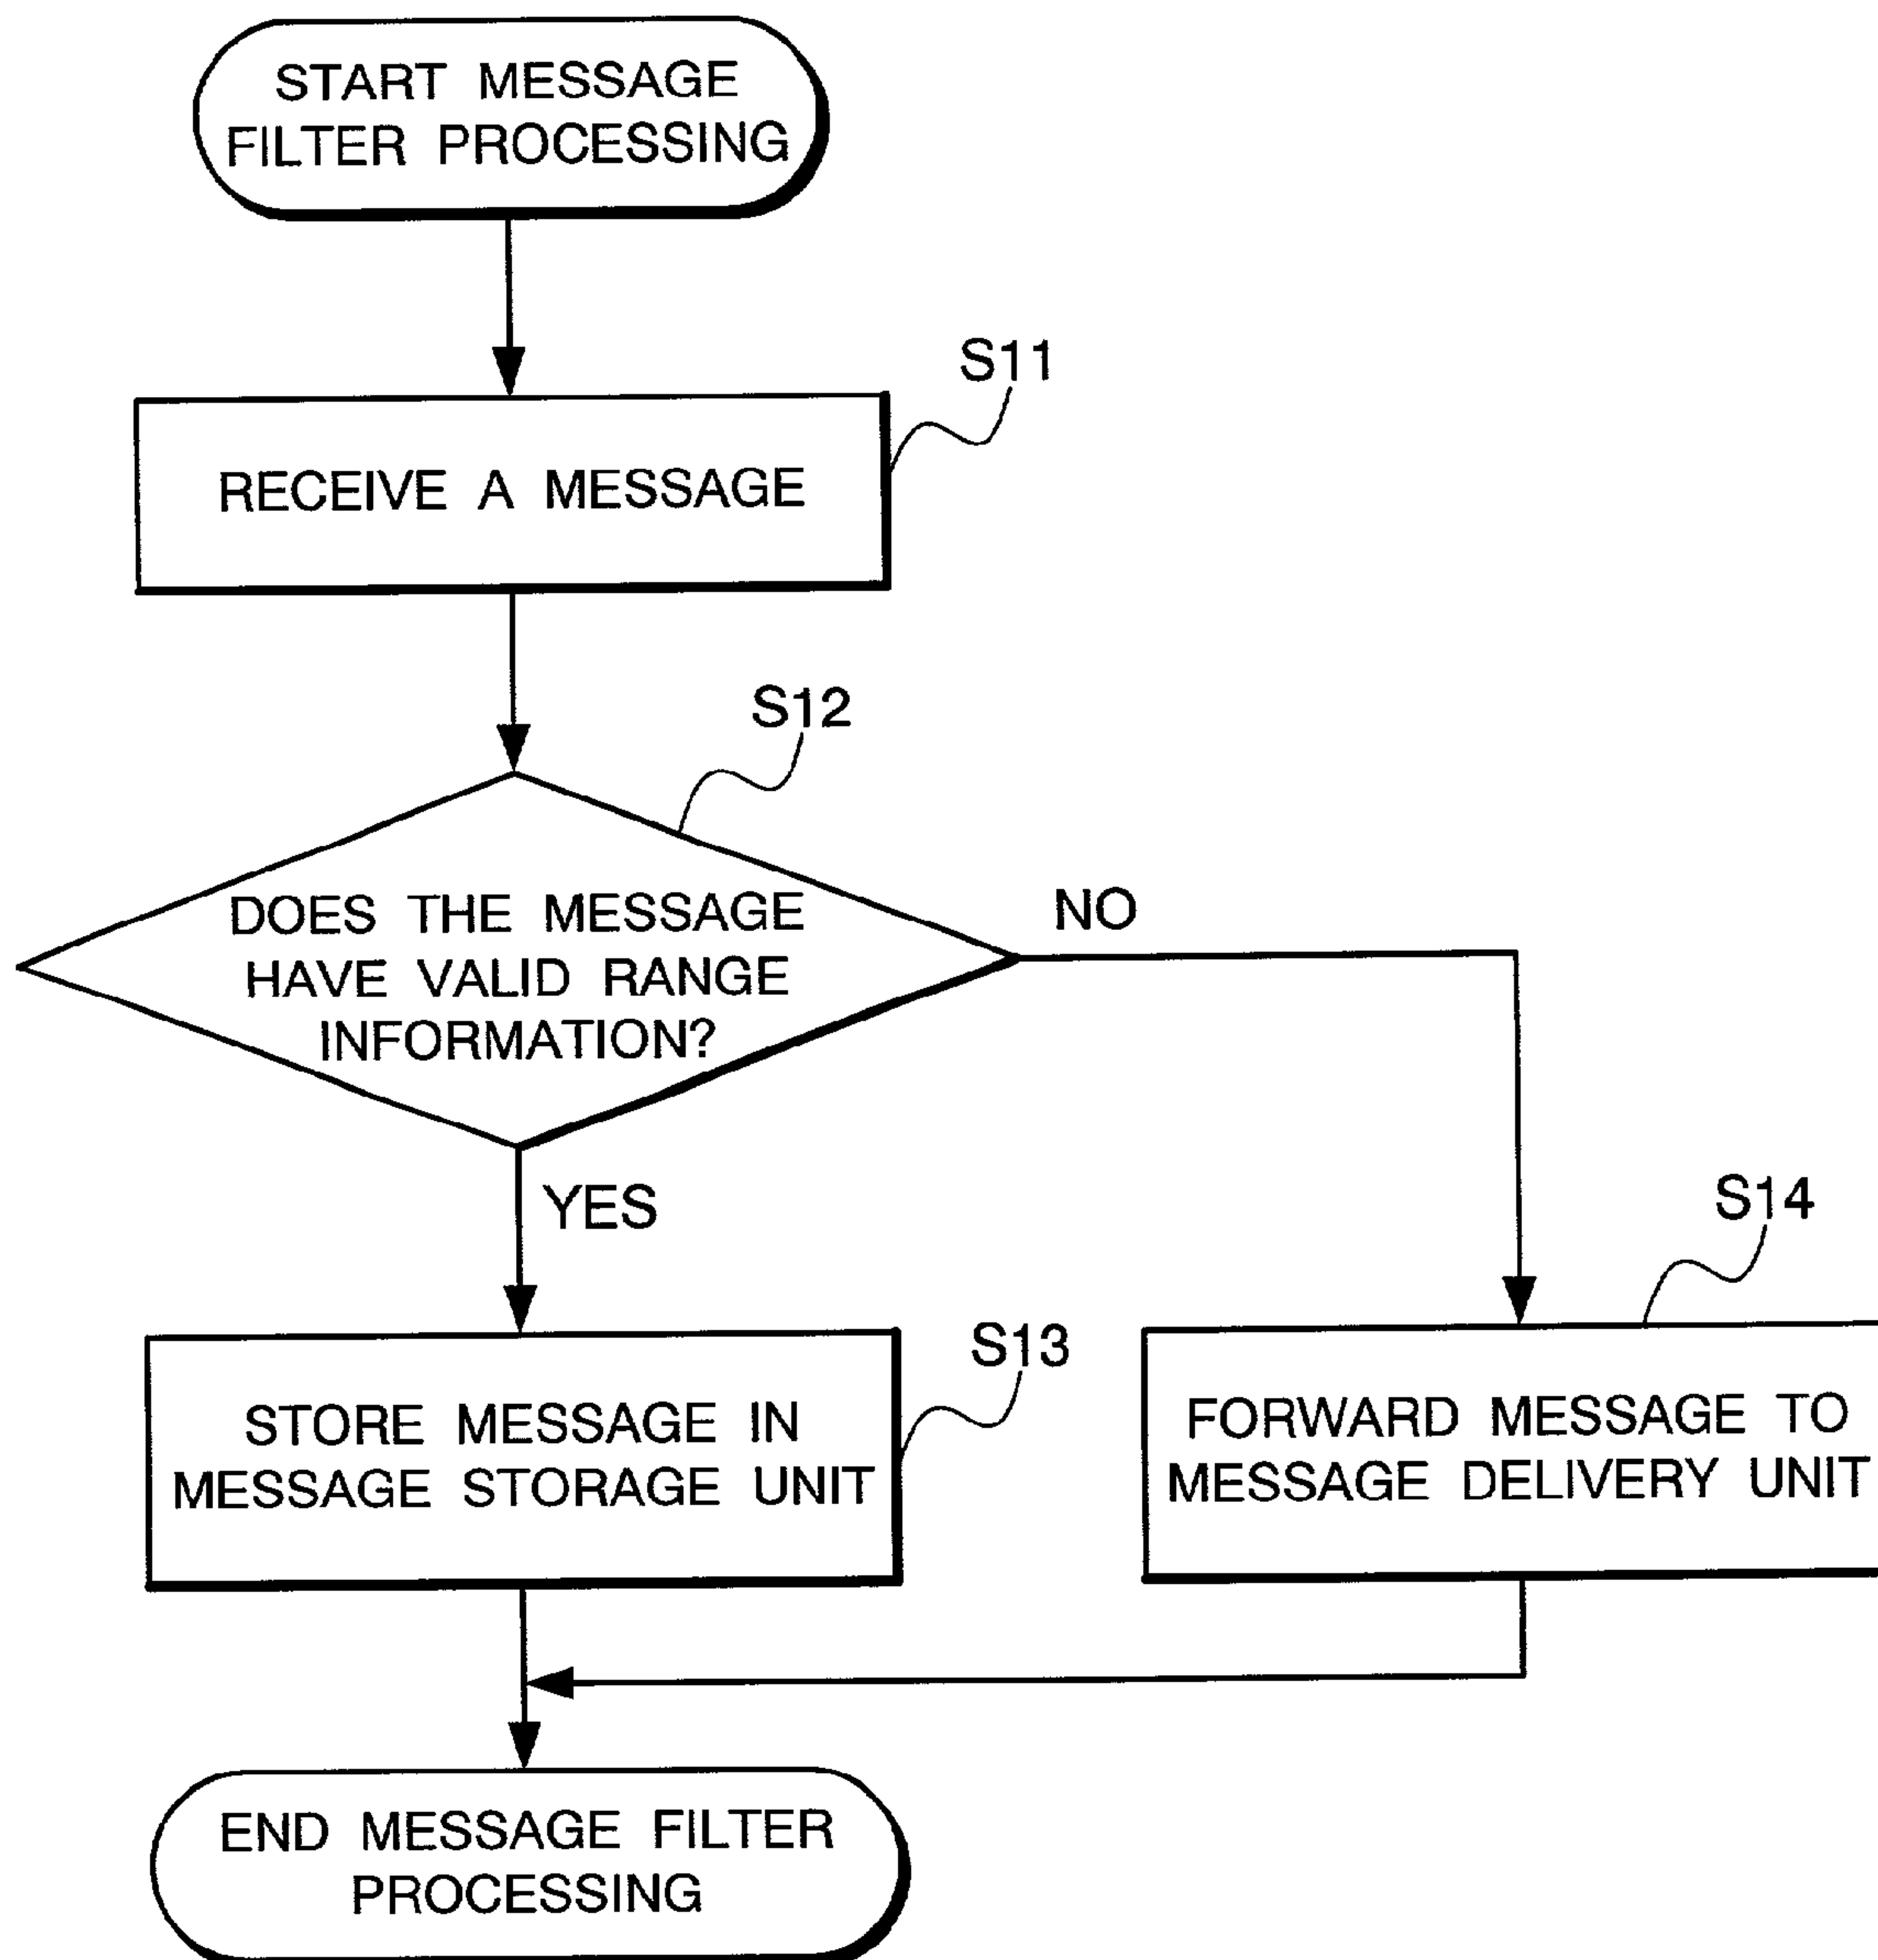 START MESSAGE
FILTER PROCESSING
S11
RECEIVE A MESSAGE
S12
DOES THE MESSAGE
HAVE VALID RANGE
INFORMATION?
NO
YES
S13
STORE MESSAGE IN
MESSAGE STORAGE UNIT
S14
FORWARD MESSAGE TO
MESSAGE DELIVERY UNIT
END MESSAGE FILTER
PROCESSING